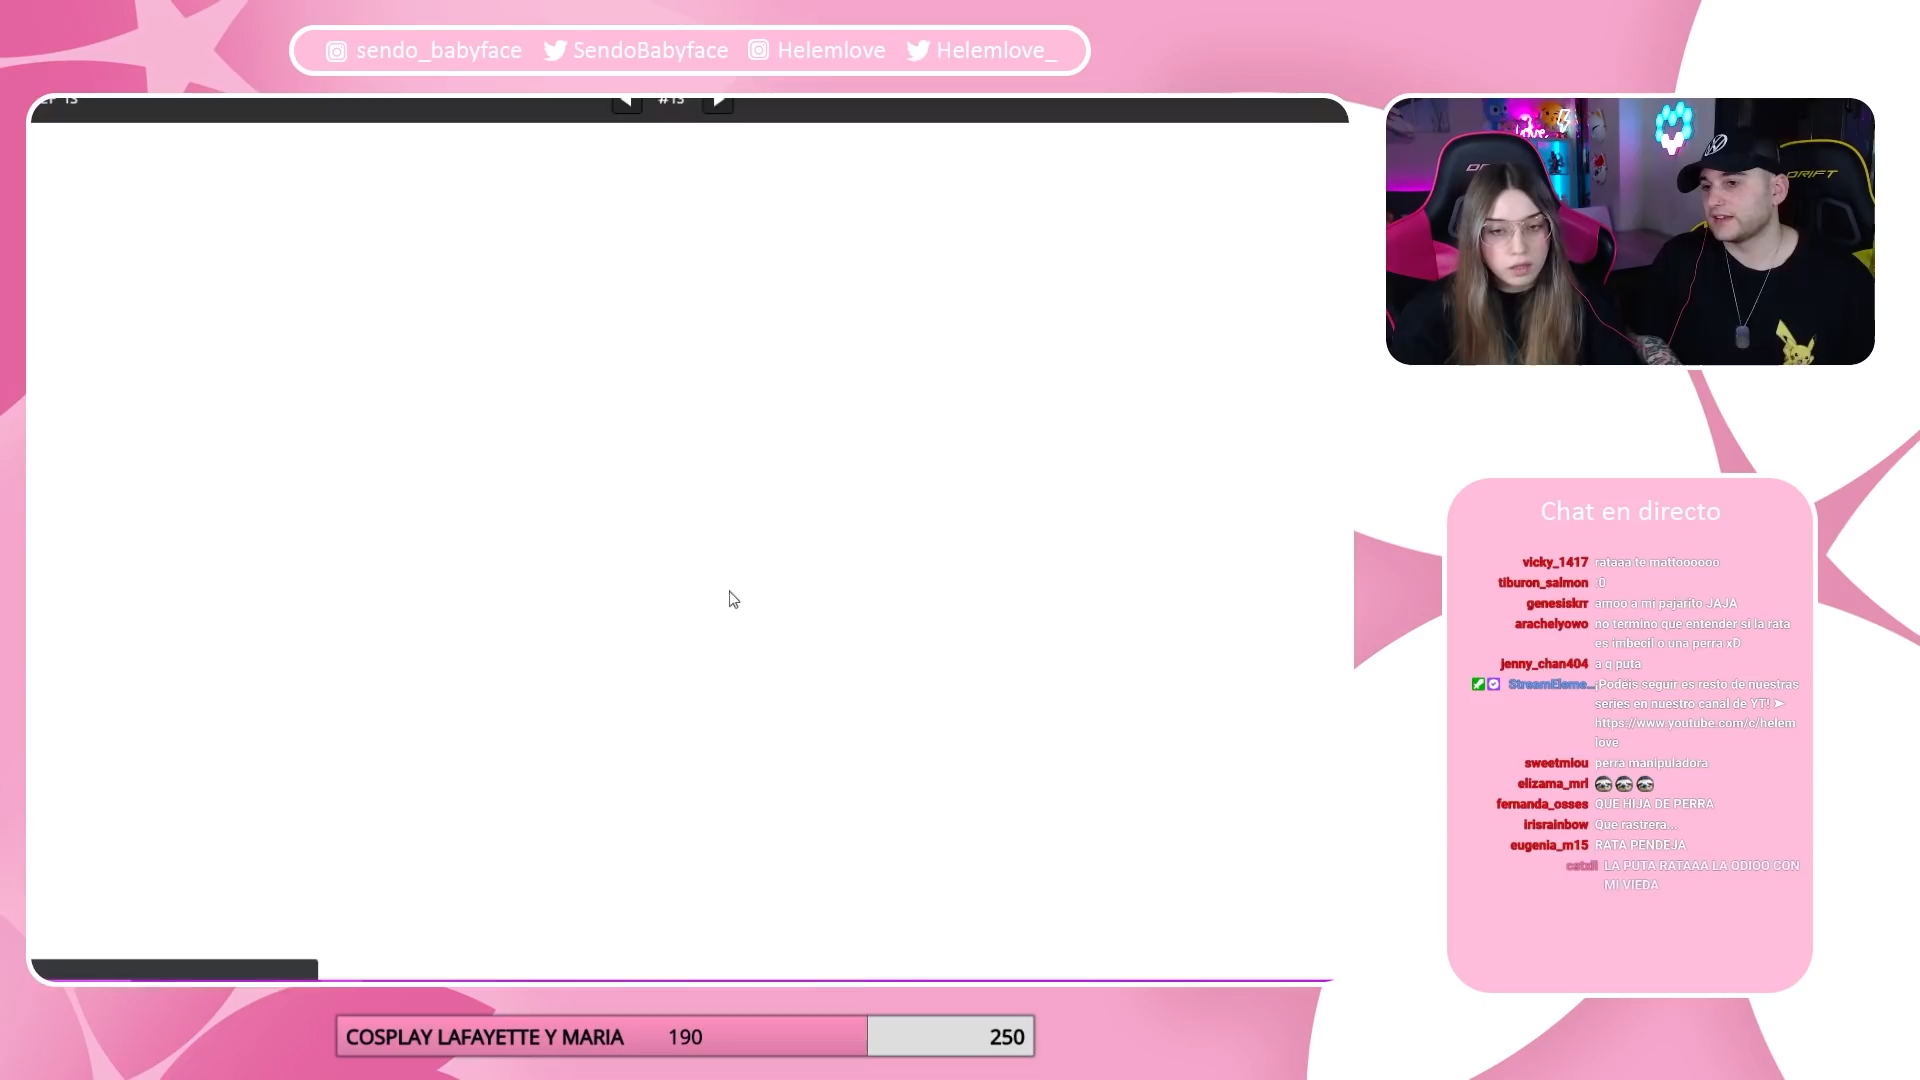 sendo_babyface SendoBabyface Helemlove Helemlove_
#13
DRIFT
Chat en directo
vicky_1417 rataaa te mattoooooo
tiburon_salmon :0
genesiskrr amoo a mi pajarito JAJA
arachelyowo no termino que entender si la rata
es imbecil o una perra xD
jenny_chan404 a q puta
StreamEleme... ¡Podéis seguir es resto de nuestras
series en nuestro canal de YT! ➤
https://www.youtube.com/c/helem
love
sweetmiou perra manipuladora
elizama_mrl
fernanda_osses QUE HIJA DE PERRA
irisrainbow Que rastrera...
eugenia_m15 RATA PENDEJA
catxli LA PUTA RATAAA LA ODIOO CON
MI VIEDA
COSPLAY LAFAYETTE Y MARIA 190 250